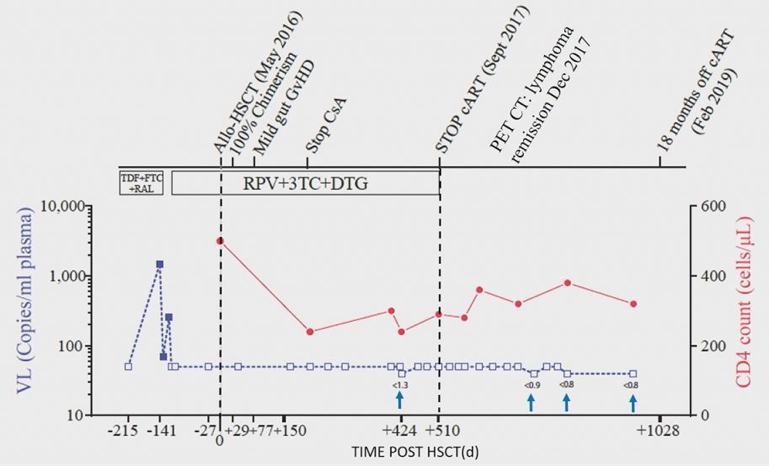 Allo-HSCT (May 2016)
100% Chimerism
Mild gut GvHD
Stop CsA
STOP cART (Sept 2017)
PET CT: lymphoma
remission Dec 2017
18 months off cART
(Feb 2019)
TDF+FTC
+RAL
RPV+3TC+DTG
VL (Copies/ml plasma)
10,000
1,000
100
10
600
400
200
0
CD4 count (cells/μL)
<1.3
<0.9
<0.8
<0.8
-215 -141 -27 0 +29 +77 +150 +424 +510 +1028
TIME POST HSCT(d)